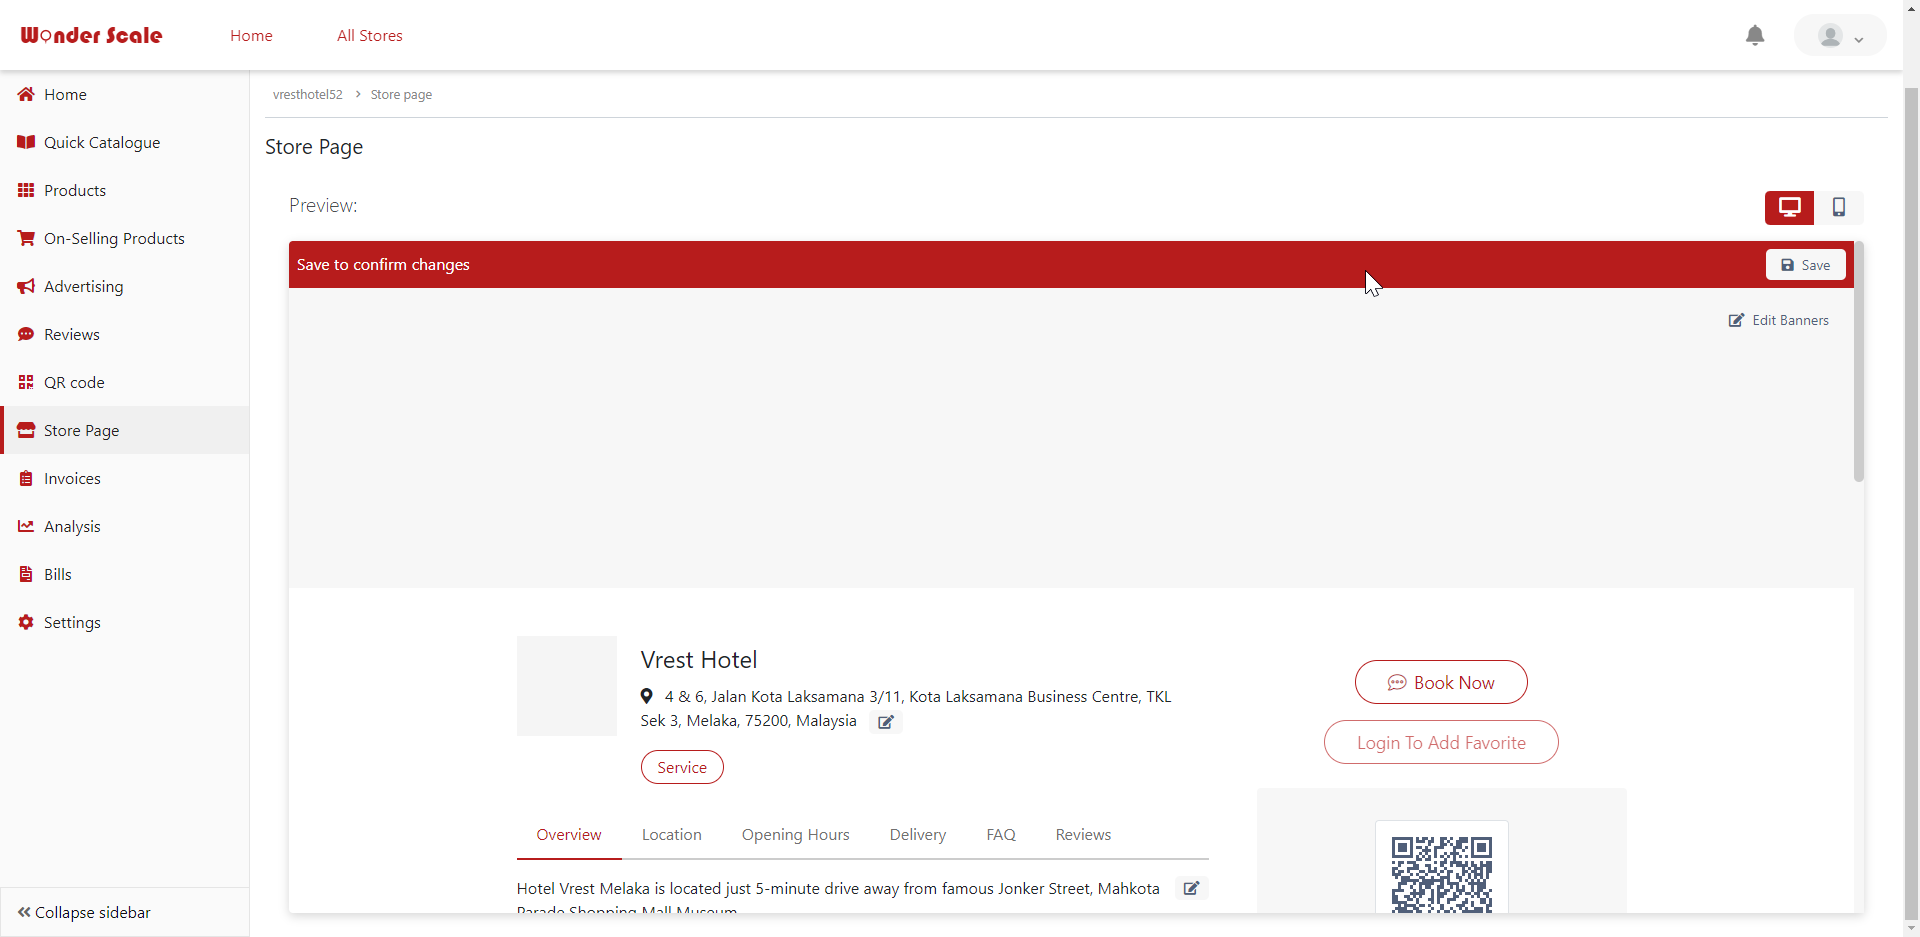 Wonder Scale
Home
All Stores
Home
Quick Catalogue
Products
On-Selling Products
Advertising
Reviews
QR code
Store Page
Invoices
Analysis
Bills
Settings
Collapse sidebar
vresthotel52 > Store page
Store Page
Preview:
Save to confirm changes
Save
Edit Banners
Vrest Hotel
4 & 6, Jalan Kota Laksamana 3/11, Kota Laksamana Business Centre, TKL
Sek 3, Melaka, 75200, Malaysia
Service
Book Now
Login To Add Favorite
Overview
Location
Opening Hours
Delivery
FAQ
Reviews
Hotel Vrest Melaka is located just 5-minute drive away from famous Jonker Street, Mahkota
Parade Shopping Mall Museum